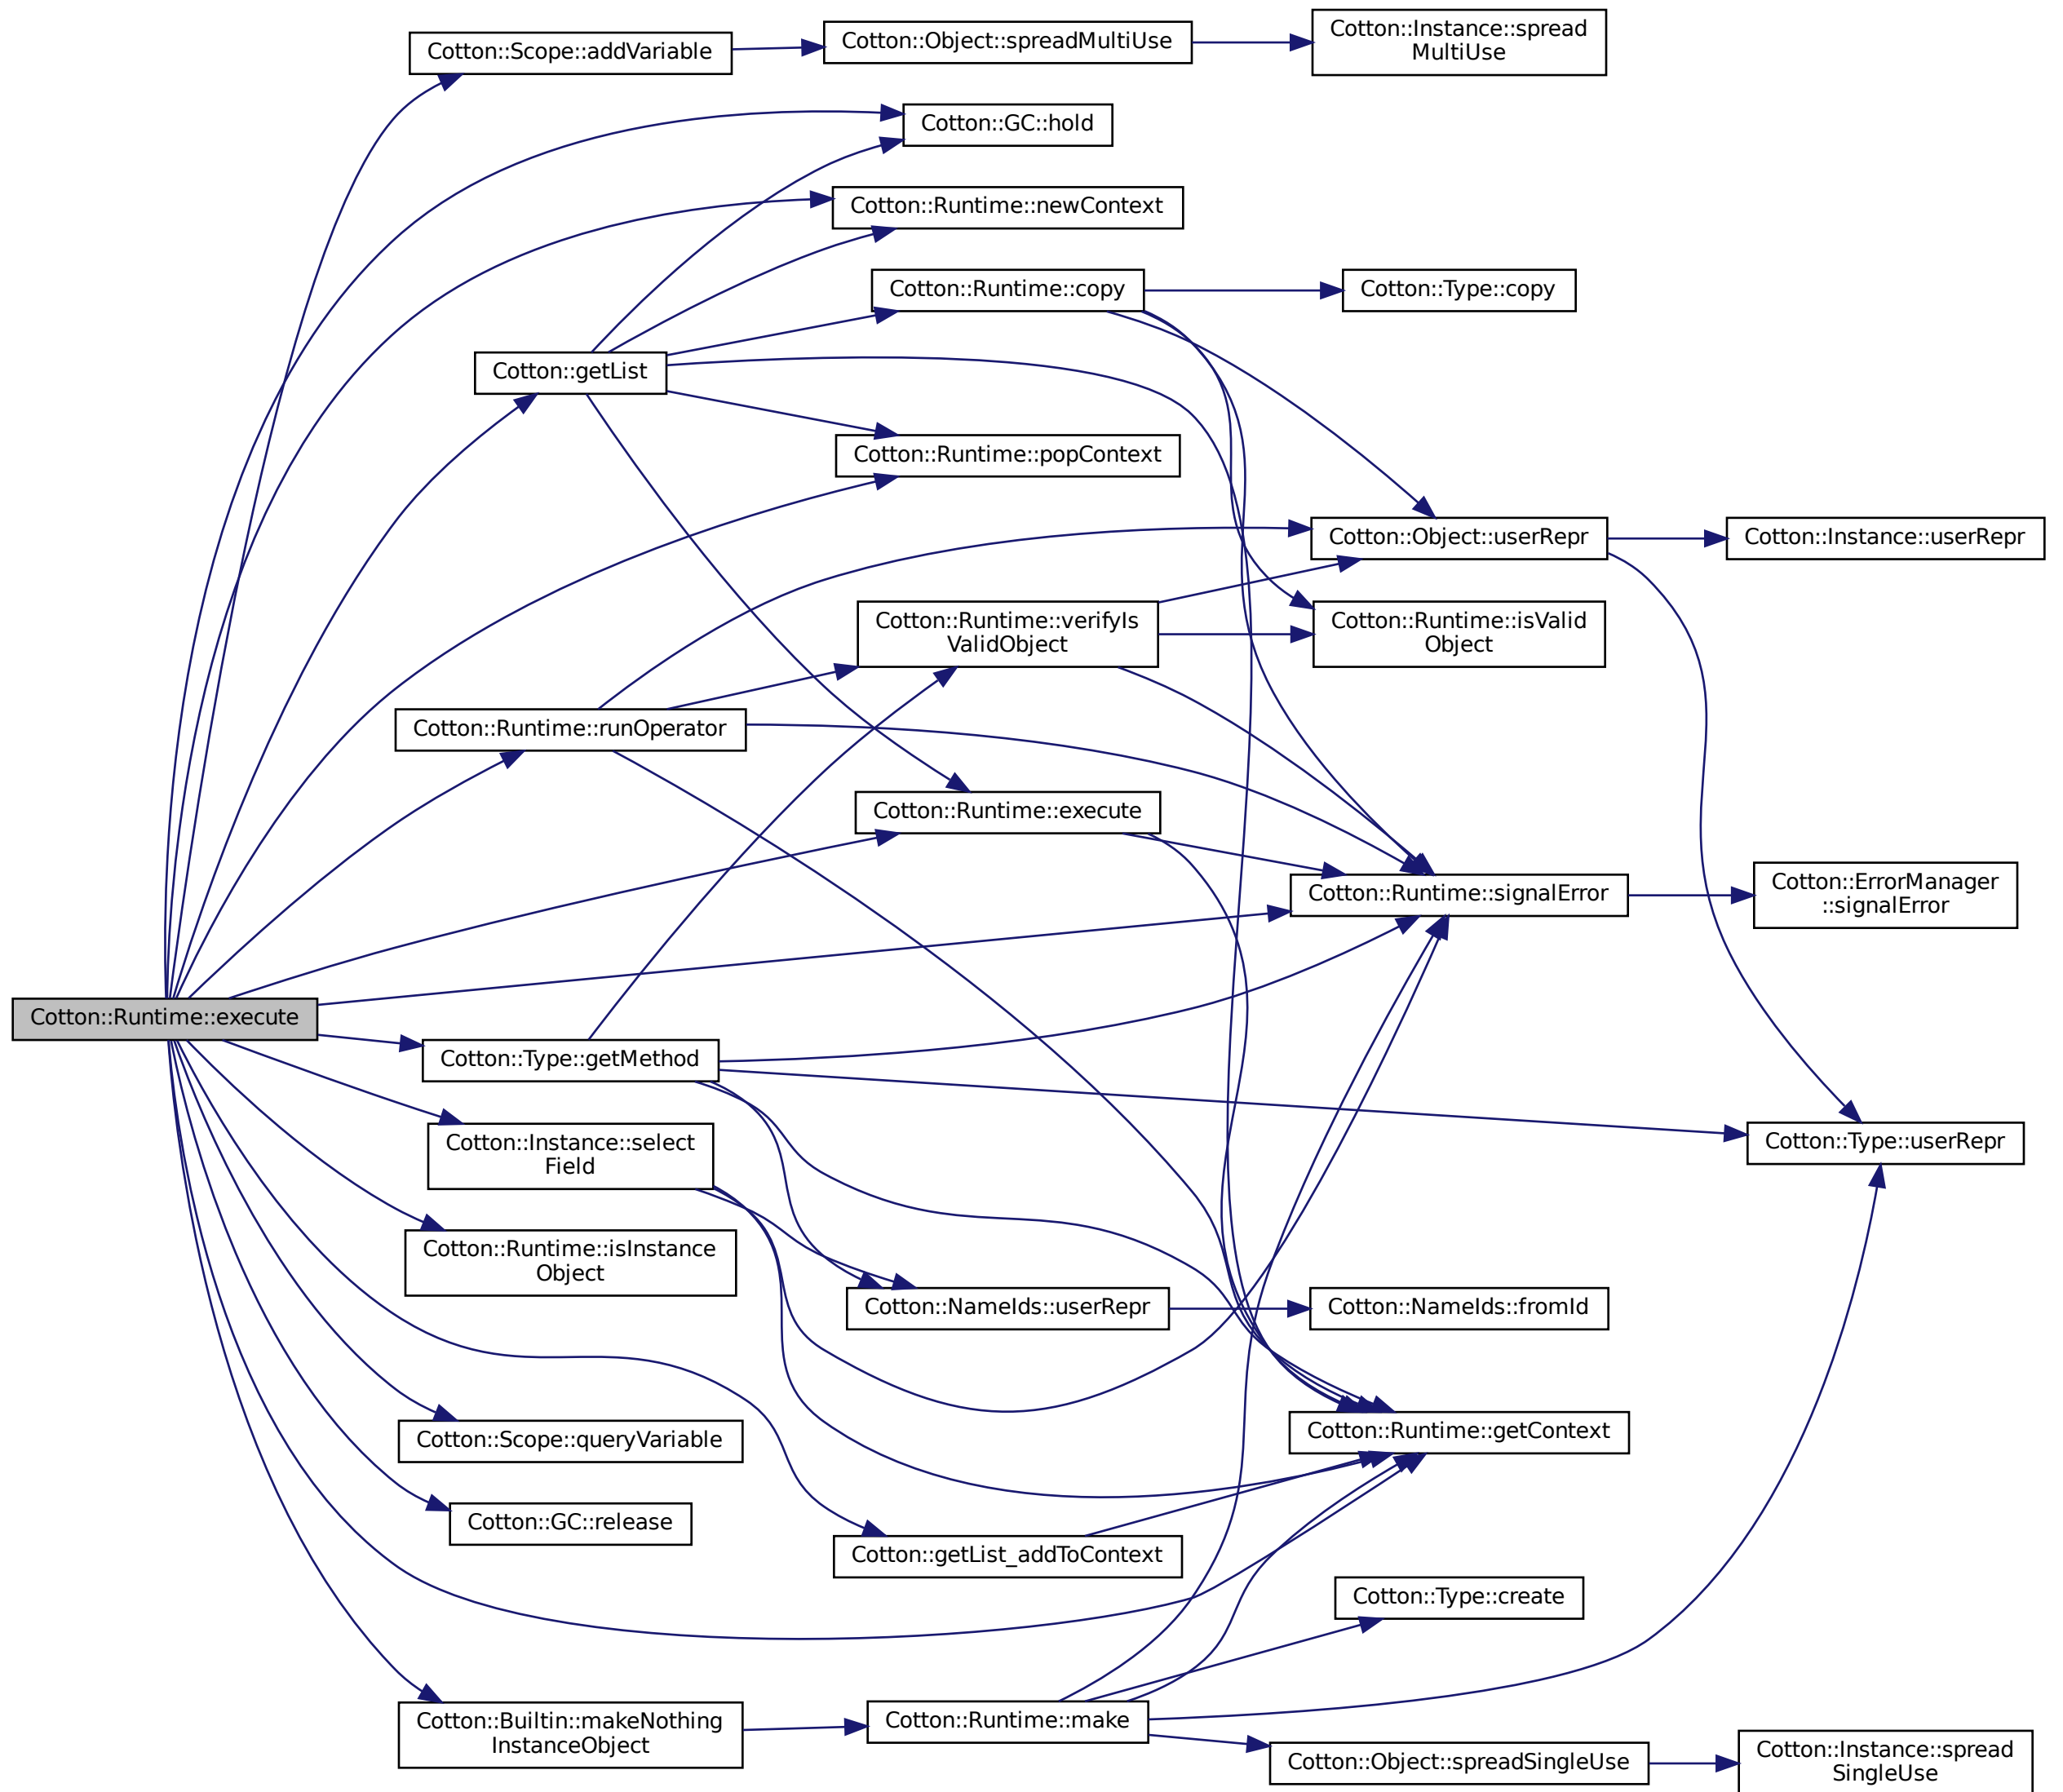 Cotton::Scope::addVariable
Cotton::Object::spreadMultiUse
Cotton::Instance::spread
MultiUse
Cotton::GC::hold
Cotton::Runtime::newContext
Cotton::Runtime::copy
Cotton::Type::copy
Cotton::getList
Cotton::Runtime::popContext
Cotton::Object::userRepr
Cotton::Instance::userRepr
Cotton::Runtime::verifyIs
ValidObject
Cotton::Runtime::isValid
Object
Cotton::Runtime::runOperator
Cotton::Runtime::execute
Cotton::Runtime::signalError
Cotton::ErrorManager
::signalError
Cotton::Runtime::execute
Cotton::Type::getMethod
Cotton::Instance::select
Field
Cotton::Type::userRepr
Cotton::Runtime::isInstance
Object
Cotton::NameIds::userRepr
Cotton::NameIds::fromId
Cotton::Scope::queryVariable
Cotton::Runtime::getContext
Cotton::GC::release
Cotton::getList_addToContext
Cotton::Type::create
Cotton::Builtin::makeNothing
InstanceObject
Cotton::Runtime::make
Cotton::Object::spreadSingleUse
Cotton::Instance::spread
SingleUse